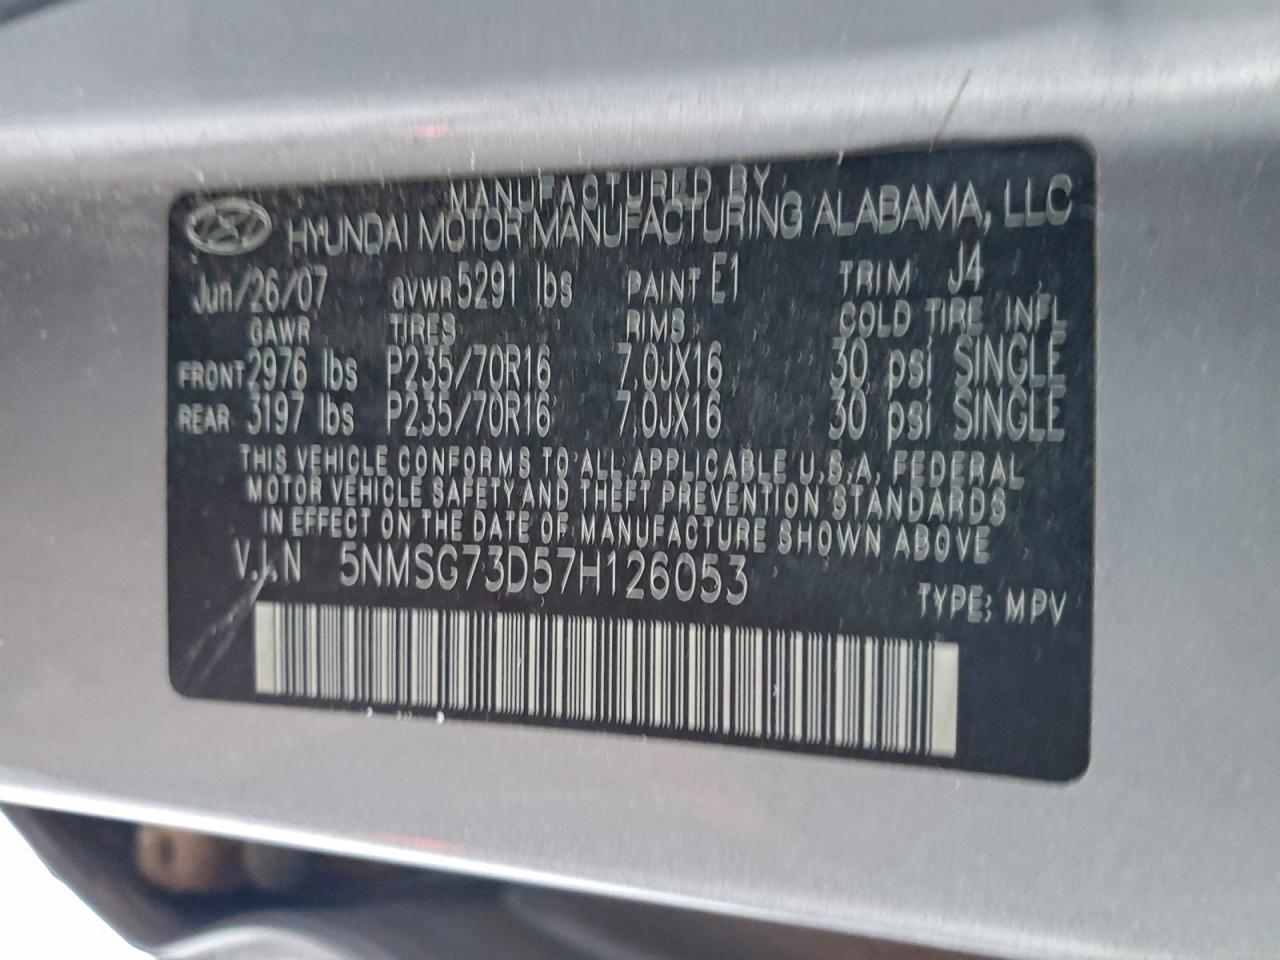 MANUFACTURED BY
HYUNDAI MOTOR MANUFACTURING ALABAMA, LLC
Jun/26/07 GVWR 5291 lbs PAINT E1 TRIM J4
GAWR TIRES RIMS COLD TIRE INFL
FRONT 2976 lbs P235/70R16 7.0JX16 30 psi SINGLE
REAR 3197 lbs P235/70R16 7.0JX16 30 psi SINGLE
THIS VEHICLE CONFORMS TO ALL APPLICABLE U.S.A. FEDERAL
MOTOR VEHICLE SAFETY AND THEFT PREVENTION STANDARDS
IN EFFECT ON THE DATE OF MANUFACTURE SHOWN ABOVE
V.I.N 5NMSG73D57H126053
TYPE: MPV